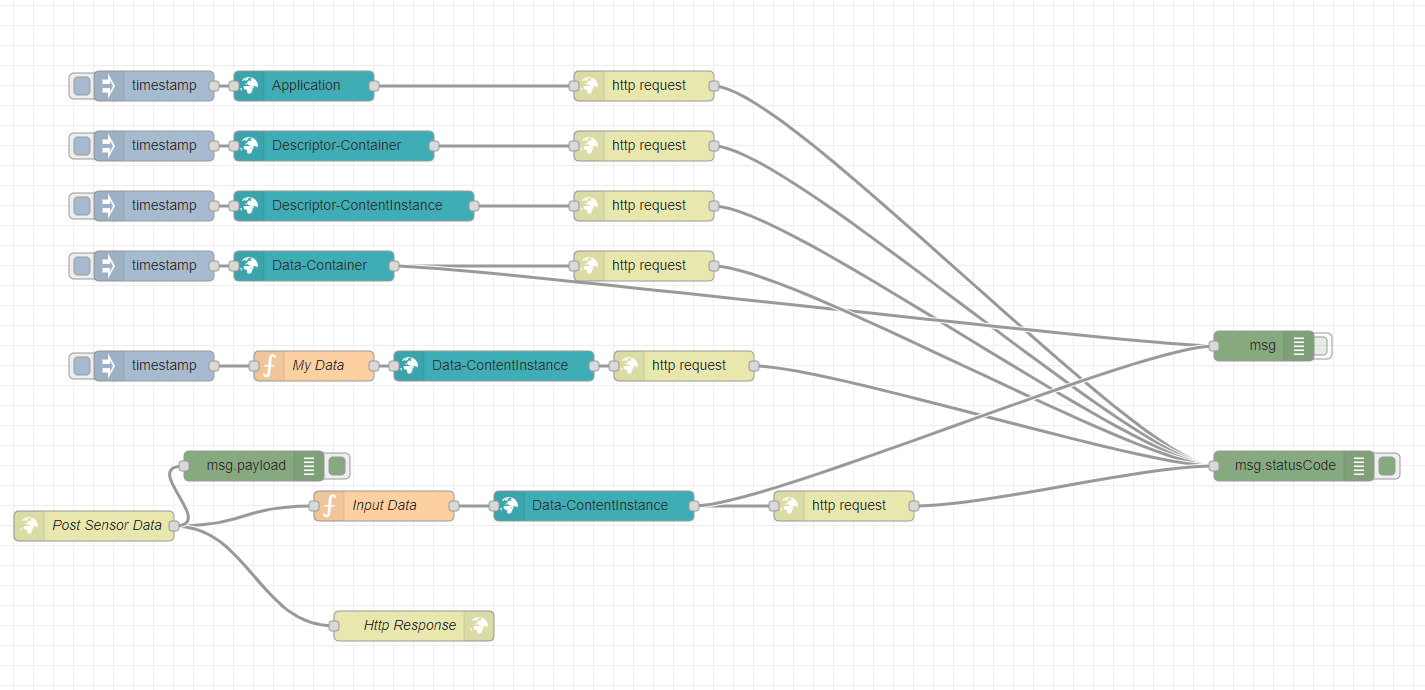 timestamp Application http request
timestamp Descriptor-Container http request
timestamp Descriptor-ContentInstance http request
timestamp Data-Container http request
msg
timestamp My Data Data-ContentInstance http request
msg.payload msg.statusCode
Input Data Data-ContentInstance http request
Post Sensor Data
Http Response